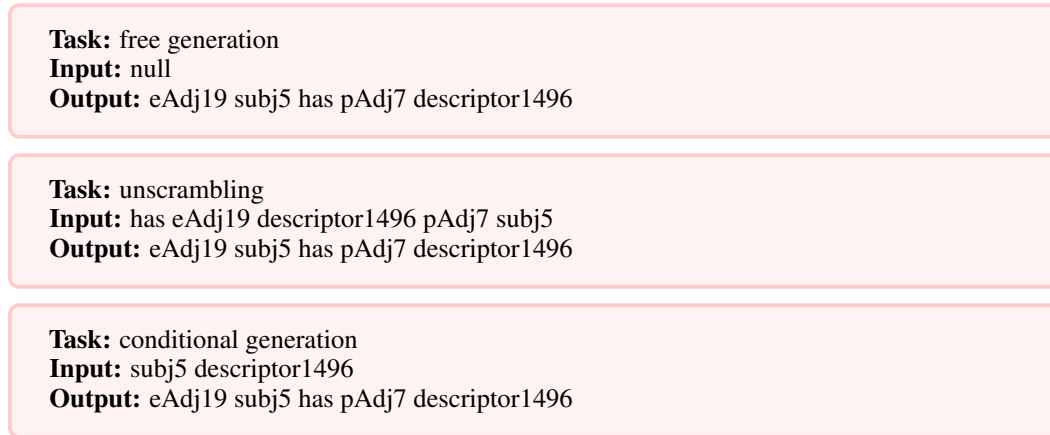 Task: free generation
Input: null
Output: eAdj19 subj5 has pAdj7 descriptor1496
Task: unscrambling
Input: has eAdj19 descriptor1496 pAdj7 subj5
Output: eAdj19 subj5 has pAdj7 descriptor1496
Task: conditional generation
Input: subj5 descriptor1496
Output: eAdj19 subj5 has pAdj7 descriptor1496